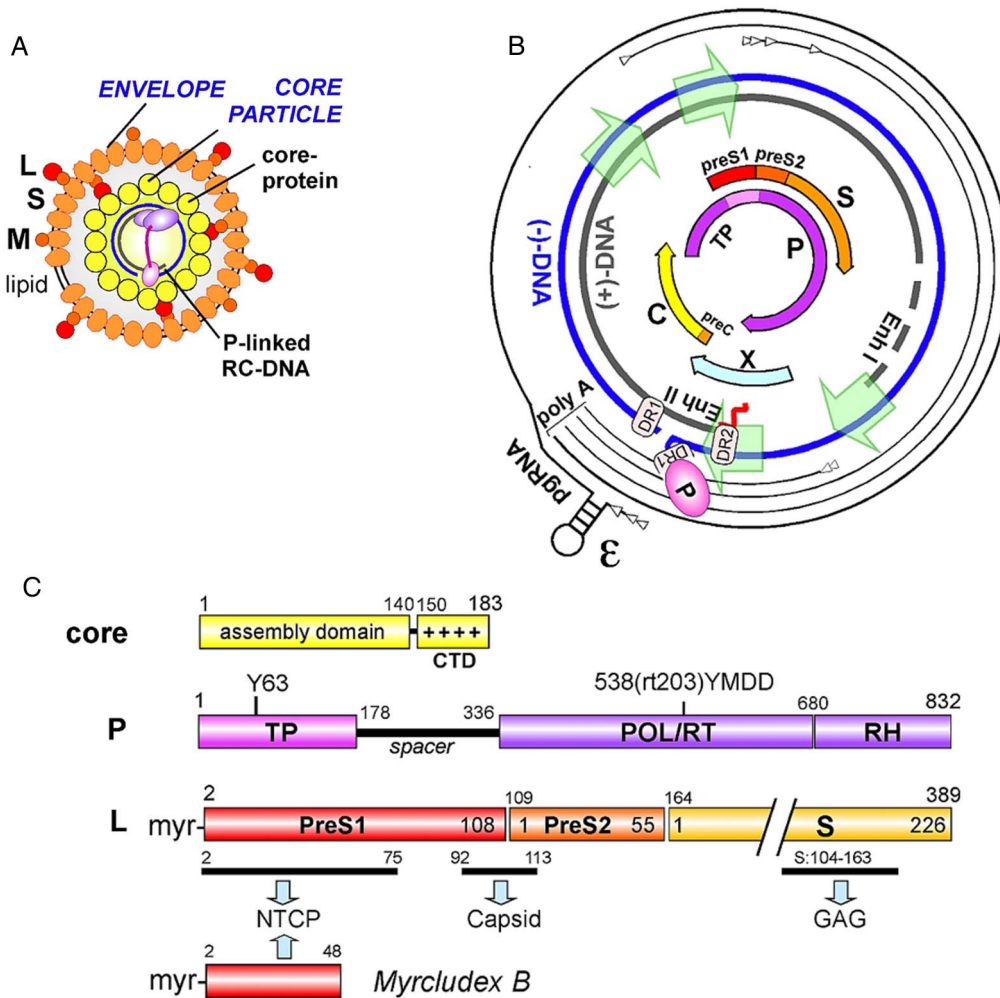 A
ENVELOPE
CORE
PARTICLE
core-
protein
L
S
M
lipid
P-linked
RC-DNA
B
preS1 preS2
S
TP
P
(-)-DNA
(+)-DNA
C
preC
X
Enh I
Enh II
DR1
DR2
DR1
P
poly A
pgRNA
ε
C
1
140
150
183
core
assembly domain
++++
CTD
Y63
538(rt203)YMDD
1
178
336
680
832
P
TP
spacer
POL/RT
RH
2
109
164
389
L
myr-
PreS1
108
1
PreS2
55
1
S
226
2
75
92
113
S:104-163
NTCP
Capsid
GAG
2
48
myr-
Myrcludex B